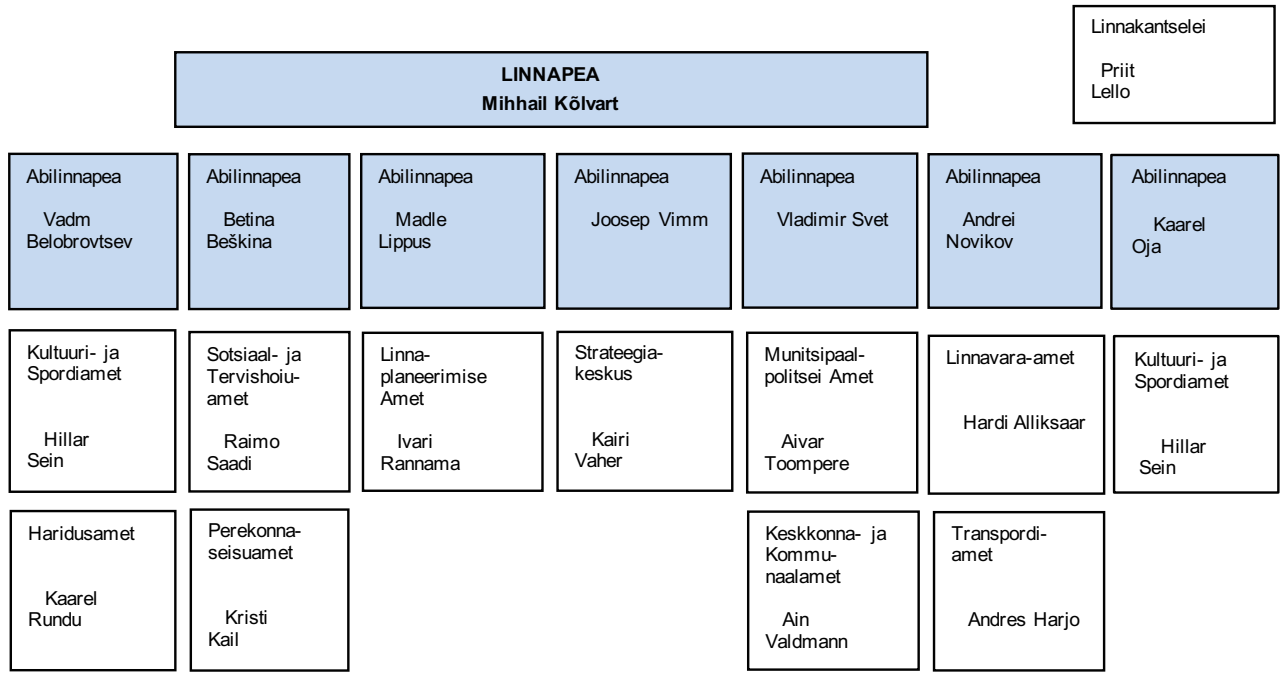 Linnakantselei
Priit
Lello
LINNAPEA
Mihhail Kõlvart
Abilinnapea
Vadm
Belobrovtsev
Abilinnapea
Betina
Beškina
Abilinnapea
Madle
Lippus
Abilinnapea
Joosep Vimm
Abilinnapea
Vladimir Svet
Abilinnapea
Andrei
Novikov
Abilinnapea
Kaarel
Oja
Kultuuri- ja
Spordiamet
Hillar
Sein
Sotsiaal- ja
Tervishoiu-
amet
Raimo
Saadi
Linna-
planeerimise
Amet
Ivari
Rannama
Strateegia-
keskus
Kairi
Vaher
Munitsipaal-
politsei Amet
Aivar
Toompere
Linnavara-amet
Hardi Alliksaar
Kultuuri- ja
Spordiamet
Hillar
Sein
Haridusamet
Kaarel
Rundu
Perekonna-
seisuamet
Kristi
Kail
Keskkonna- ja
Kommu-
naalamet
Ain
Valdmann
Transpordi-
amet
Andres Harjo